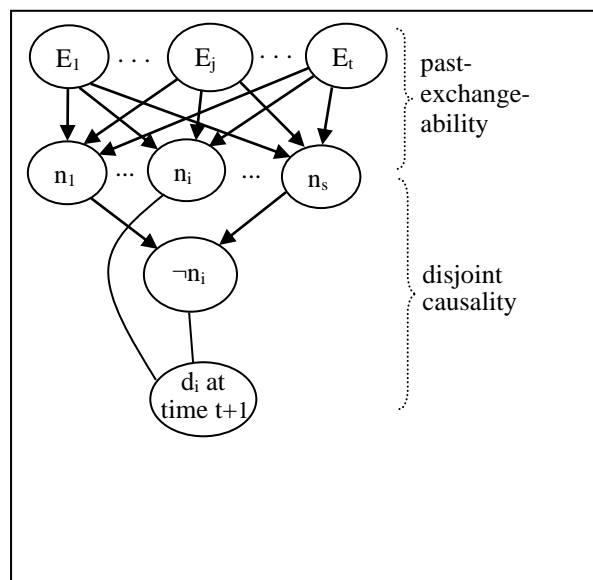 E₁ . . . Eⱼ . . . Eₜ
past-
exchange-
ability
n₁ ... nᵢ ... nₛ
¬nᵢ
disjoint
causality
dᵢ at
time t+1